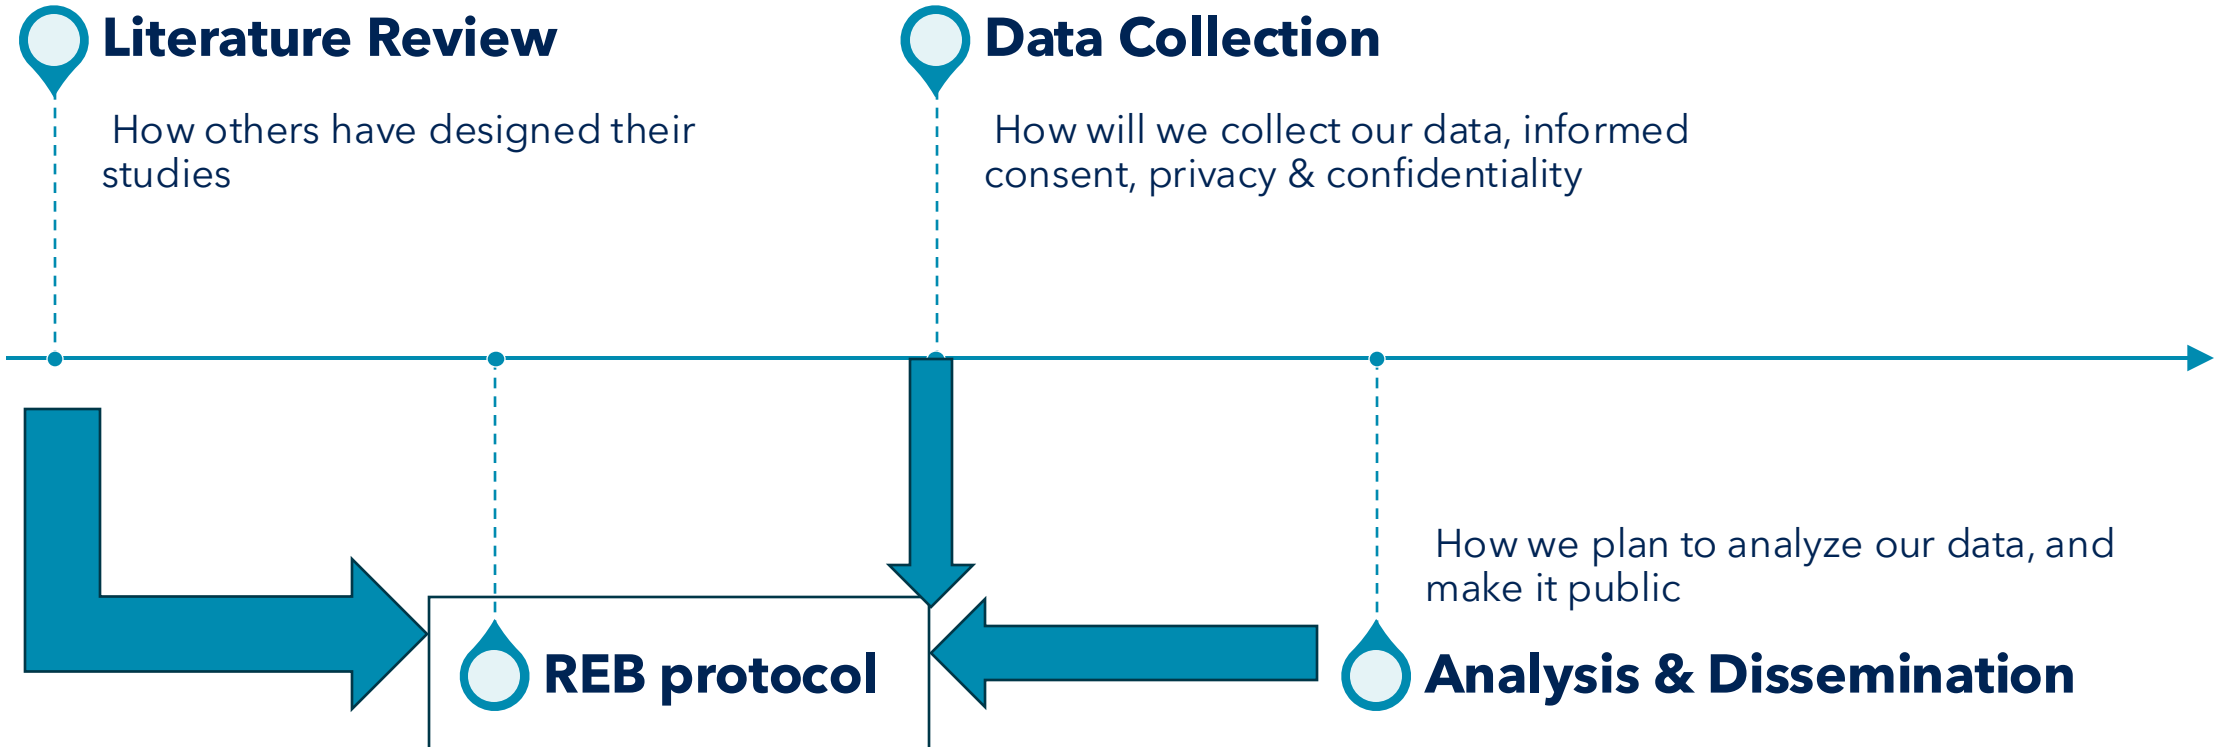 Literature Review
How others have designed their
studies
Data Collection
How will we collect our data, informed
consent, privacy & confidentiality
REB protocol
How we plan to analyze our data, and
make it public
Analysis & Dissemination